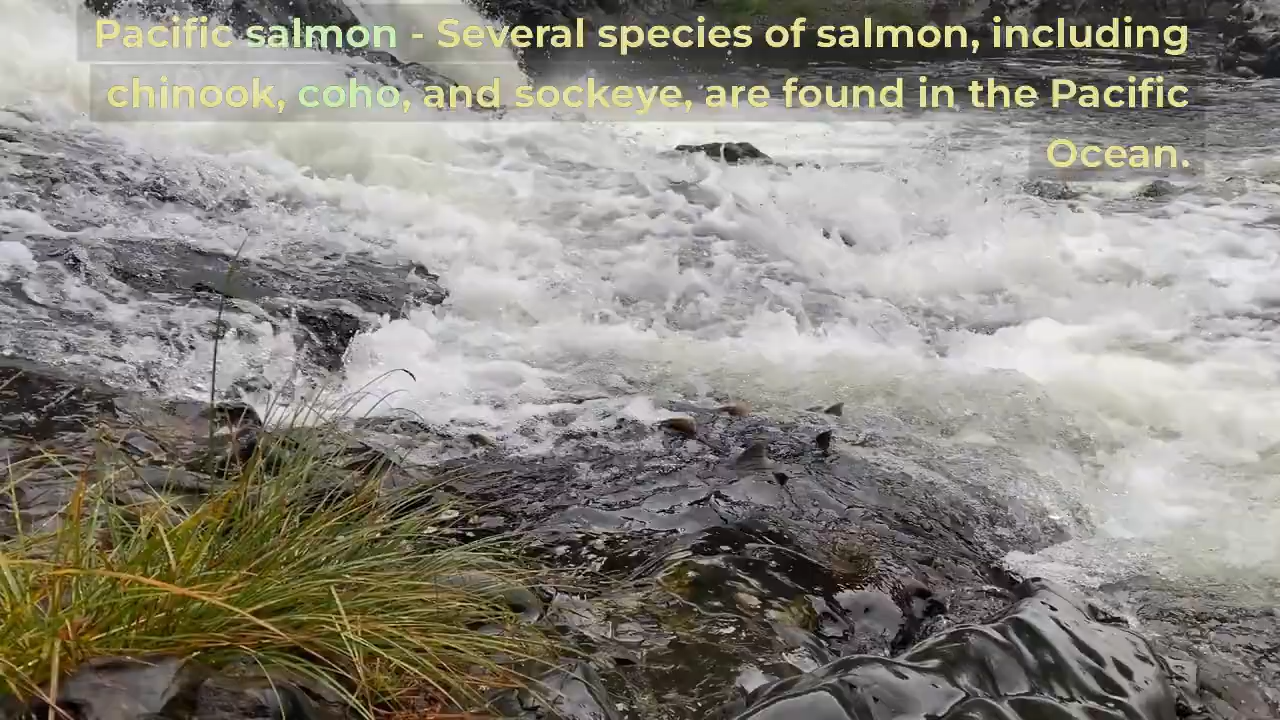 Pacific salmon - Several species of salmon, including
chinook, coho, and sockeye, are found in the Pacific
Ocean.